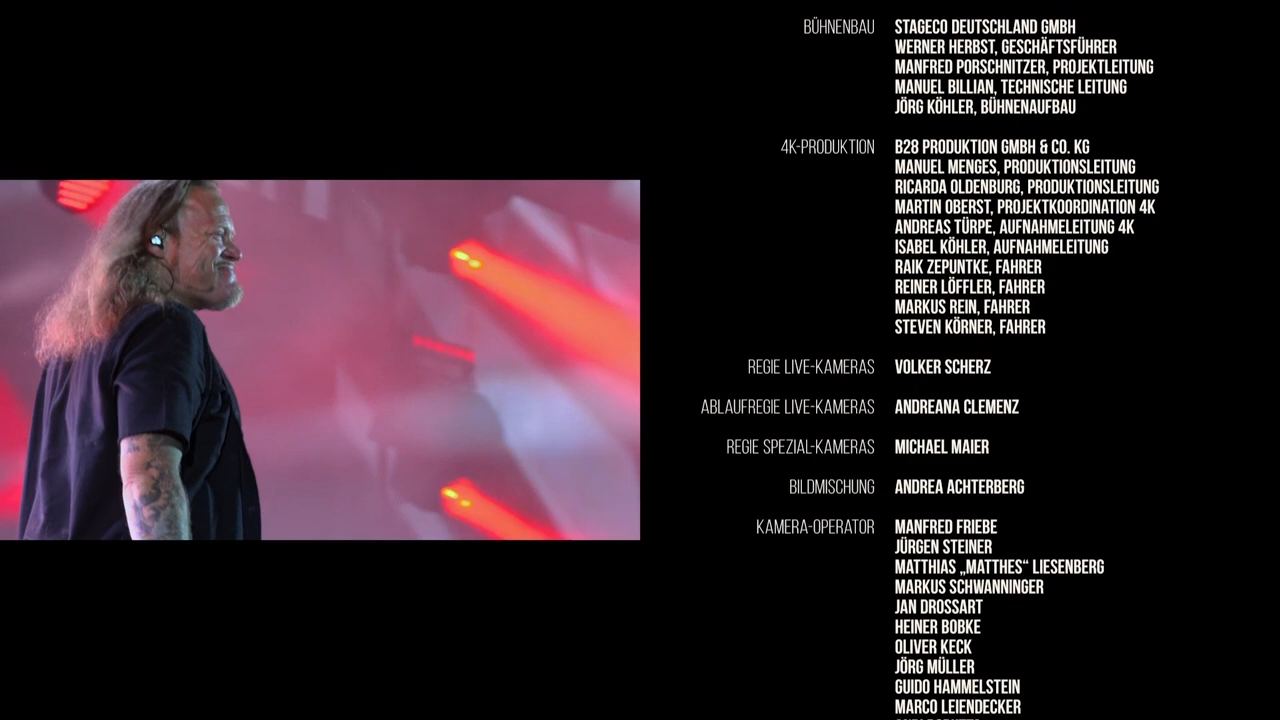 BÜHNENBAU STAGECO DEUTSCHLAND GMBH
WERNER HERBST, GESCHÄFTSFÜHRER
MANFRED PORSCHNITZER, PROJEKTLEITUNG
MANUEL BILLIAN, TECHNISCHE LEITUNG
JÖRG KÖHLER, BÜHNENAUFBAU
4K-PRODUKTION B28 PRODUKTION GMBH & CO. KG
MANUEL MENGES, PRODUKTIONSLEITUNG
RICARDA OLDENBURG, PRODUKTIONSLEITUNG
MARTIN OBERST, PROJEKTKOORDINATION 4K
ANDREAS TÜRPE, AUFNAHMELEITUNG 4K
ISABEL KÖHLER, AUFNAHMELEITUNG
RAIK ZEPUNTKE, FAHRER
REINER LÖFFLER, FAHRER
MARKUS REIN, FAHRER
STEVEN KÖRNER, FAHRER
REGIE LIVE-KAMERAS VOLKER SCHERZ
ABLAUFREGIE LIVE-KAMERAS ANDREANA CLEMENZ
REGIE SPEZIAL-KAMERAS MICHAEL MAIER
BILDMISCHUNG ANDREA ACHTERBERG
KAMERA-OPERATOR MANFRED FRIEBE
JÜRGEN STEINER
MATTHIAS „MATTHES“ LIESENBERG
MARKUS SCHWANNINGER
JAN DROSSART
HEINER BOBKE
OLIVER KECK
JÖRG MÜLLER
GUIDO HAMMELSTEIN
MARCO LEIENDECKER